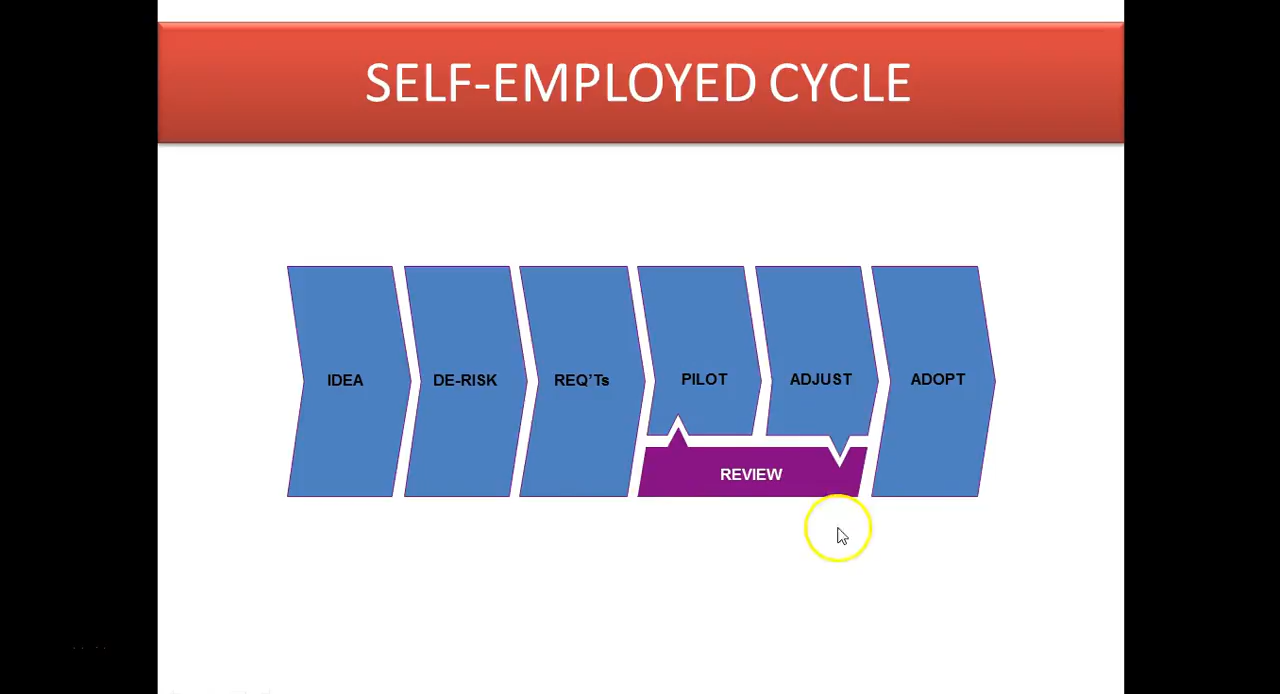 SELF-EMPLOYED CYCLE
IDEA
DE-RISK
REQ'Ts
PILOT
ADJUST
ADOPT
REVIEW